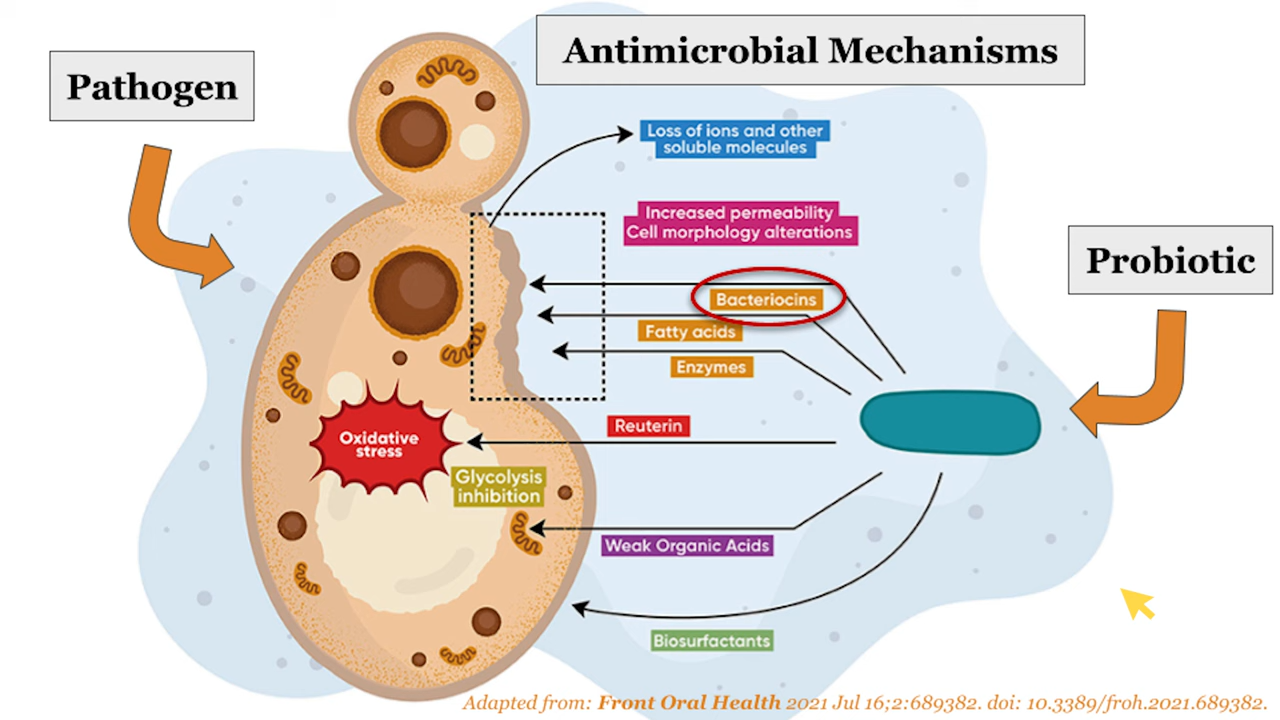 Antimicrobial Mechanisms
Pathogen
Loss of ions and other
soluble molecules
Increased permeability
Cell morphology alterations
Probiotic
Bacteriocins
Fatty acids
Enzymes
Reuterin
Oxidative
stress
Glycolysis
inhibition
Weak Organic Acids
Biosurfactants
Adapted from: Front Oral Health 2021 Jul 16;2:689382. doi: 10.3389/froh.2021.689382.